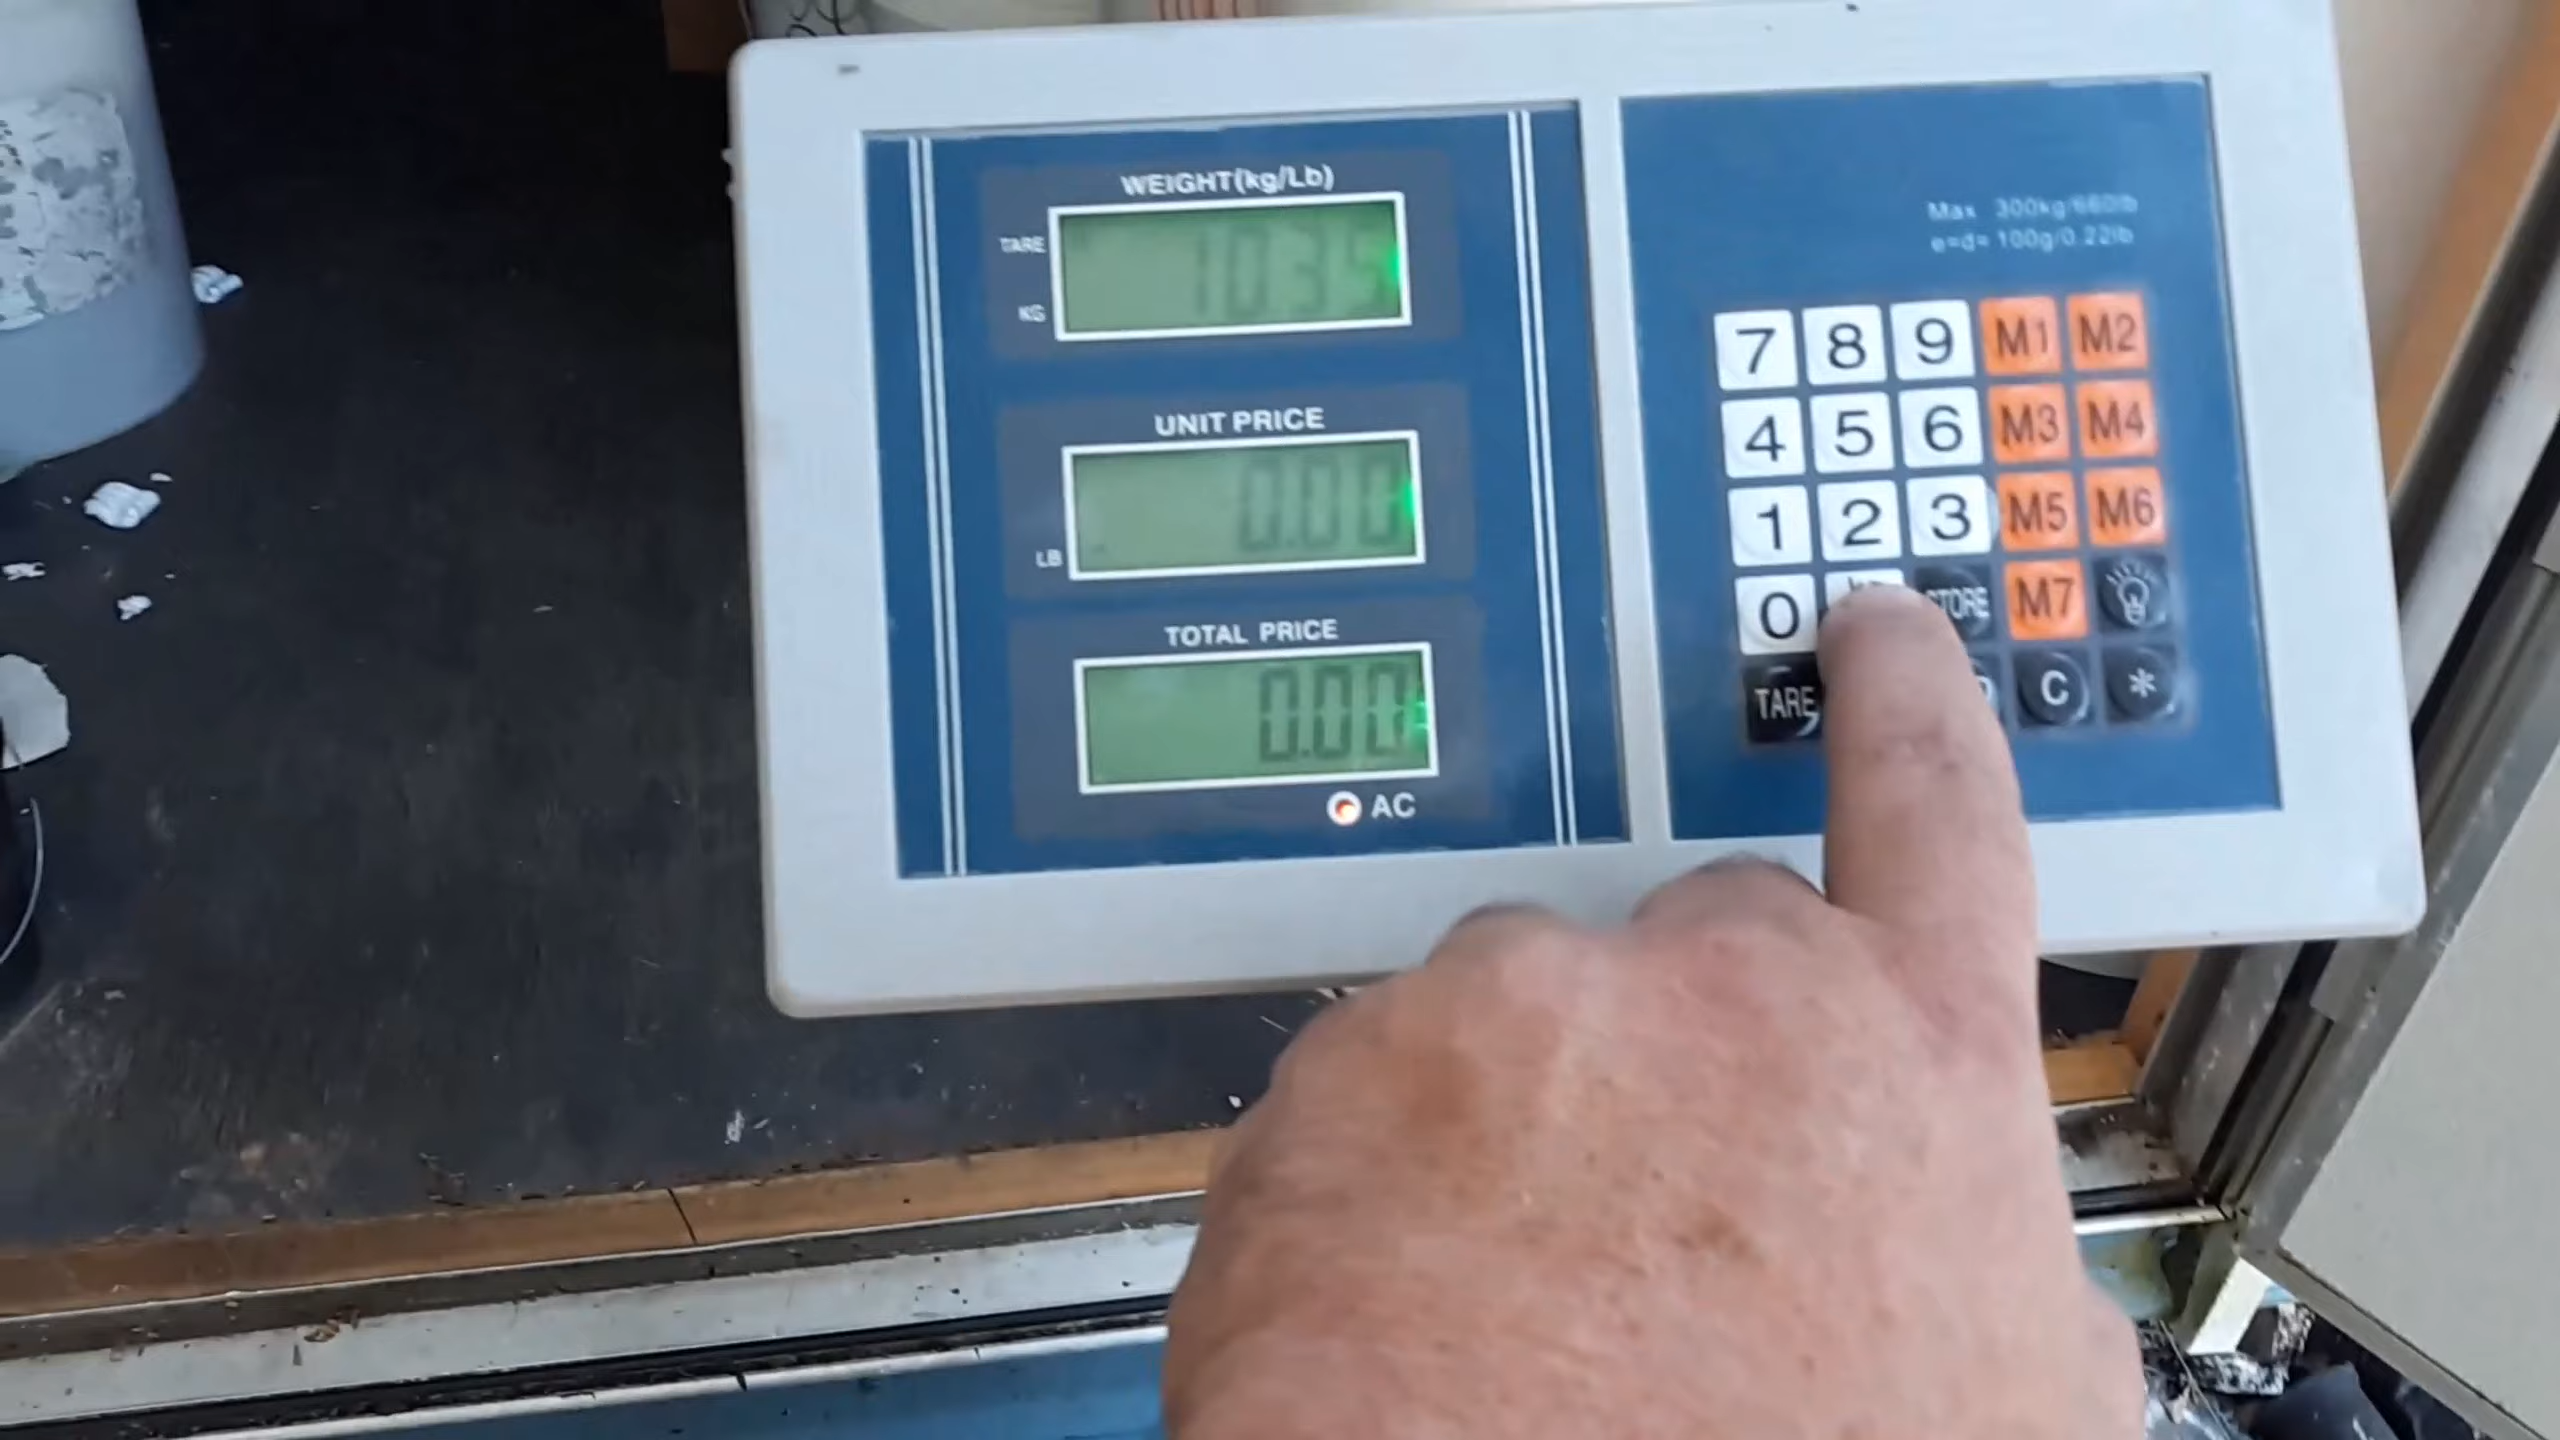 WEIGHT(kg/Lb)
TARE
KG
UNIT PRICE
0.00
LB
TOTAL PRICE
0.00
AC
Max 300kg/660lb
e=d= 100g/0.22lb
7 8 9 M1 M2
4 5 6 M3 M4
1 2 3 M5 M6
0 STORE M7
TARE C *